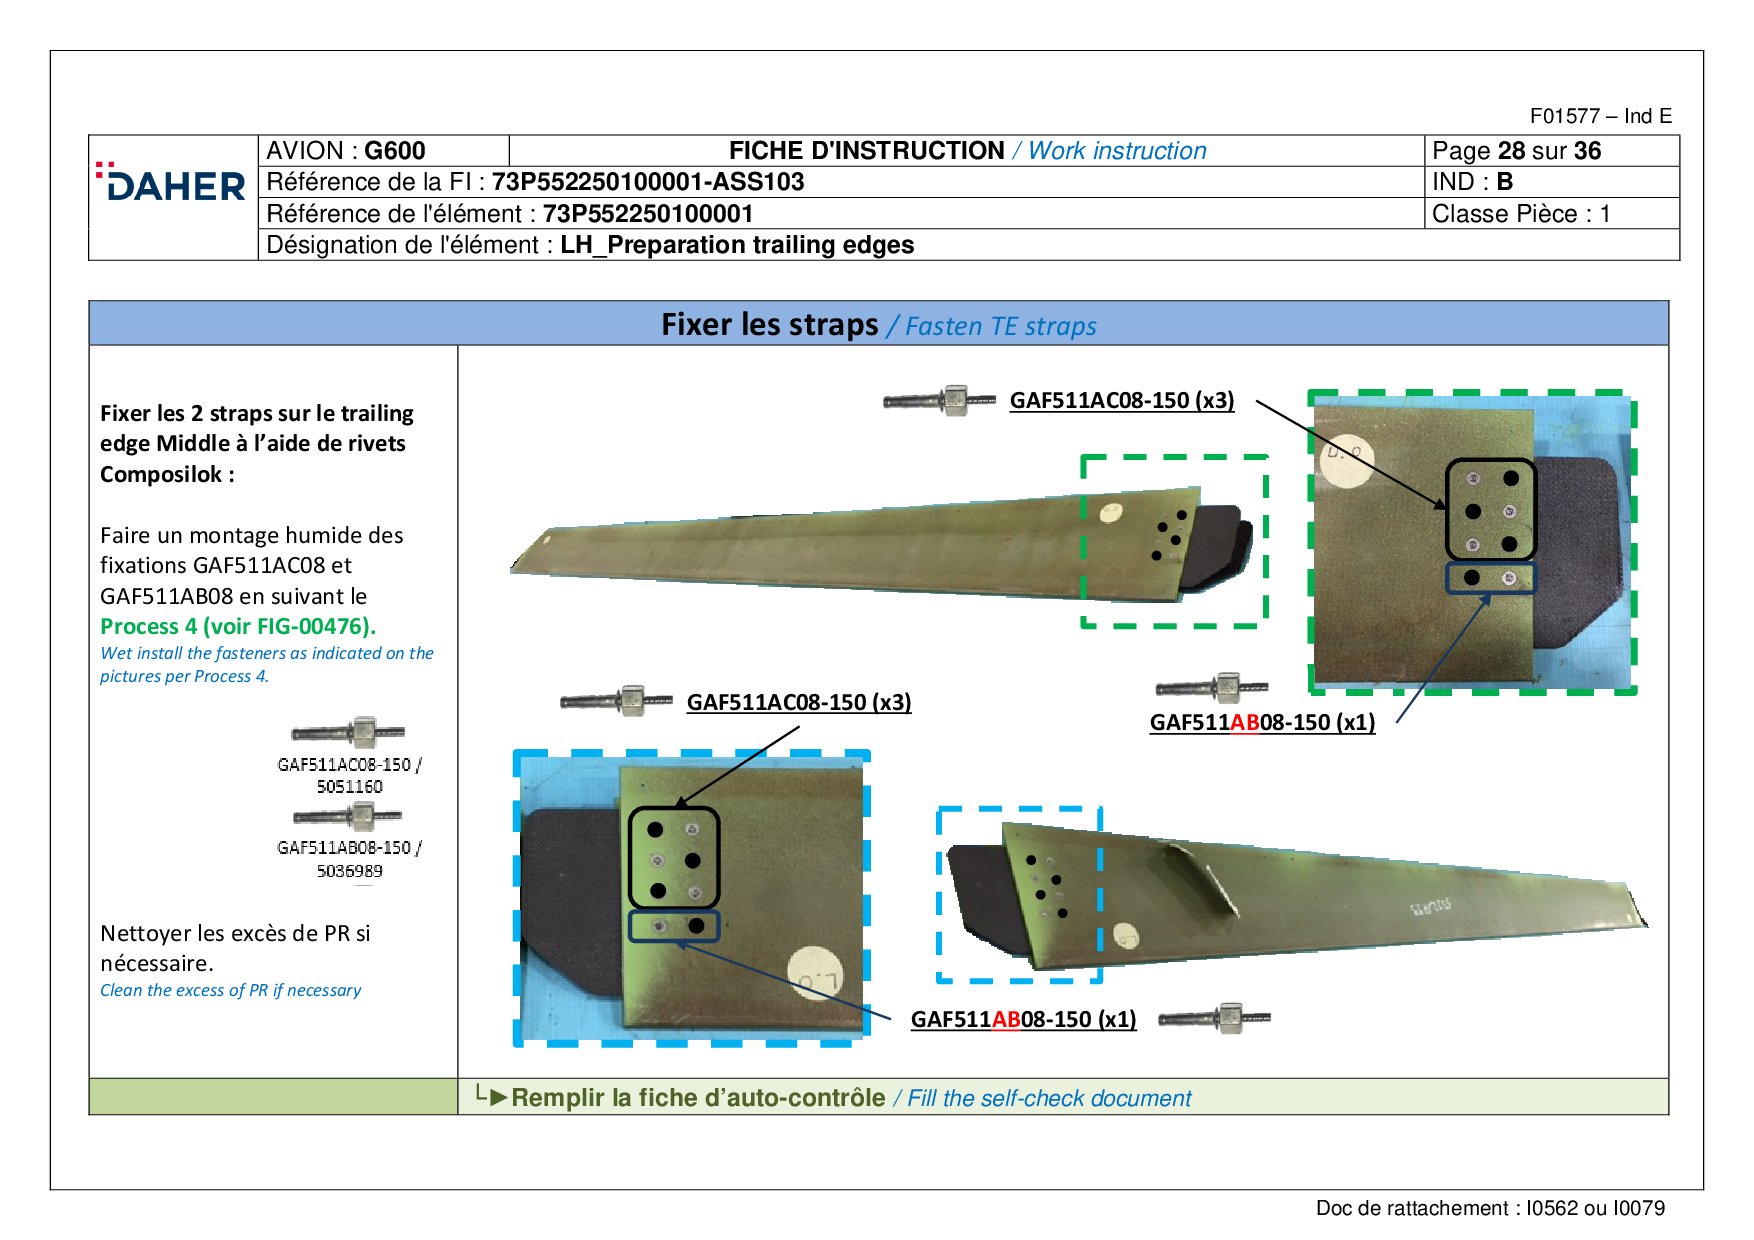 F01577 – Ind E
DAHER
AVION : G600
FICHE D'INSTRUCTION / Work instruction
Page 28 sur 36
Référence de la FI : 73P552250100001-ASS103
IND : B
Référence de l'élément : 73P552250100001
Classe Pièce : 1
Désignation de l'élément : LH_Preparation trailing edges
Fixer les straps / Fasten TE straps
Fixer les 2 straps sur le trailing
edge Middle à l’aide de rivets
Composilok :
Faire un montage humide des
fixations GAF511AC08 et
GAF511AB08 en suivant le
Process 4 (voir FIG-00476).
Wet install the fasteners as indicated on the
pictures per Process 4.
GAF511AC08-150 /
5051160
GAF511AB08-150 /
5036989
Nettoyer les excès de PR si
nécessaire.
Clean the excess of PR if necessary
GAF511AC08-150 (x3)
GAF511AB08-150 (x1)
GAF511AC08-150 (x3)
GAF511AB08-150 (x1)
└►Remplir la fiche d’auto-contrôle / Fill the self-check document
Doc de rattachement : I0562 ou I0079